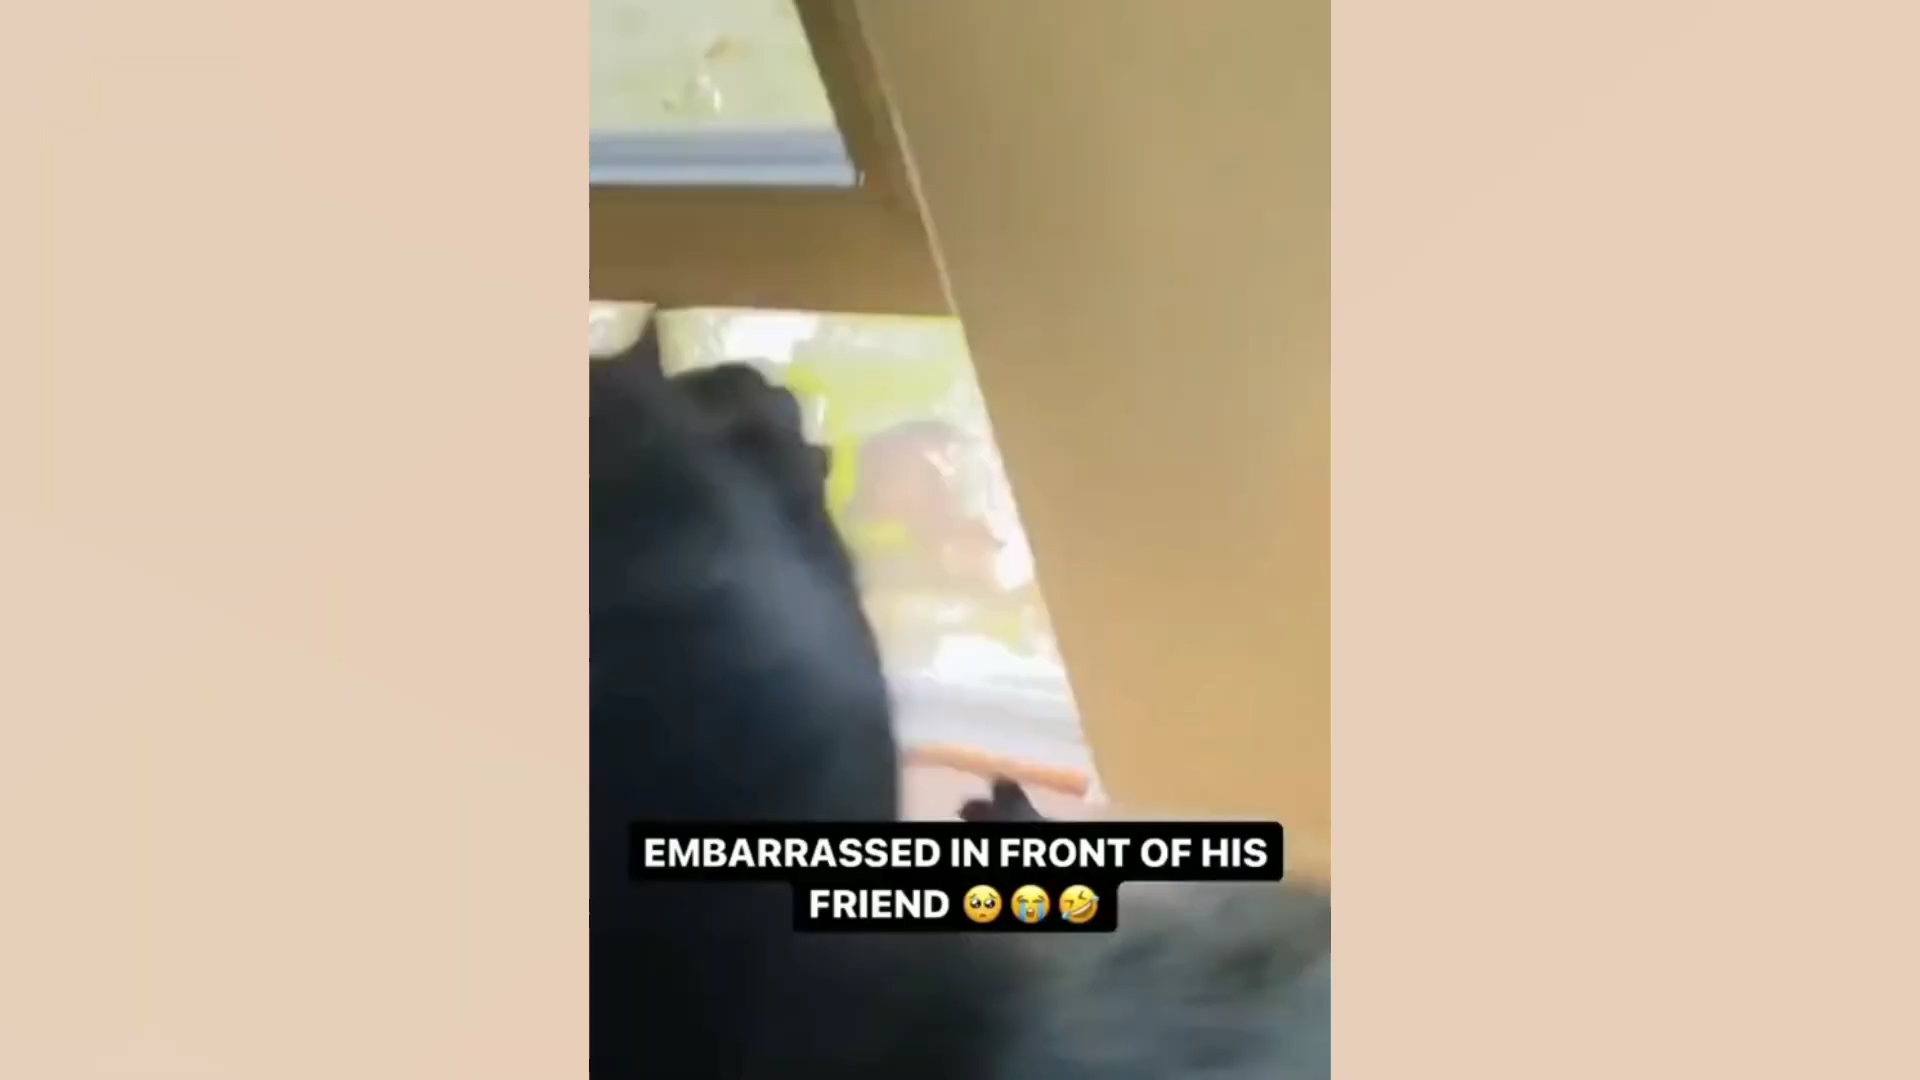 EMBARRASSED IN FRONT OF HIS
FRIEND 🥺😭🤣